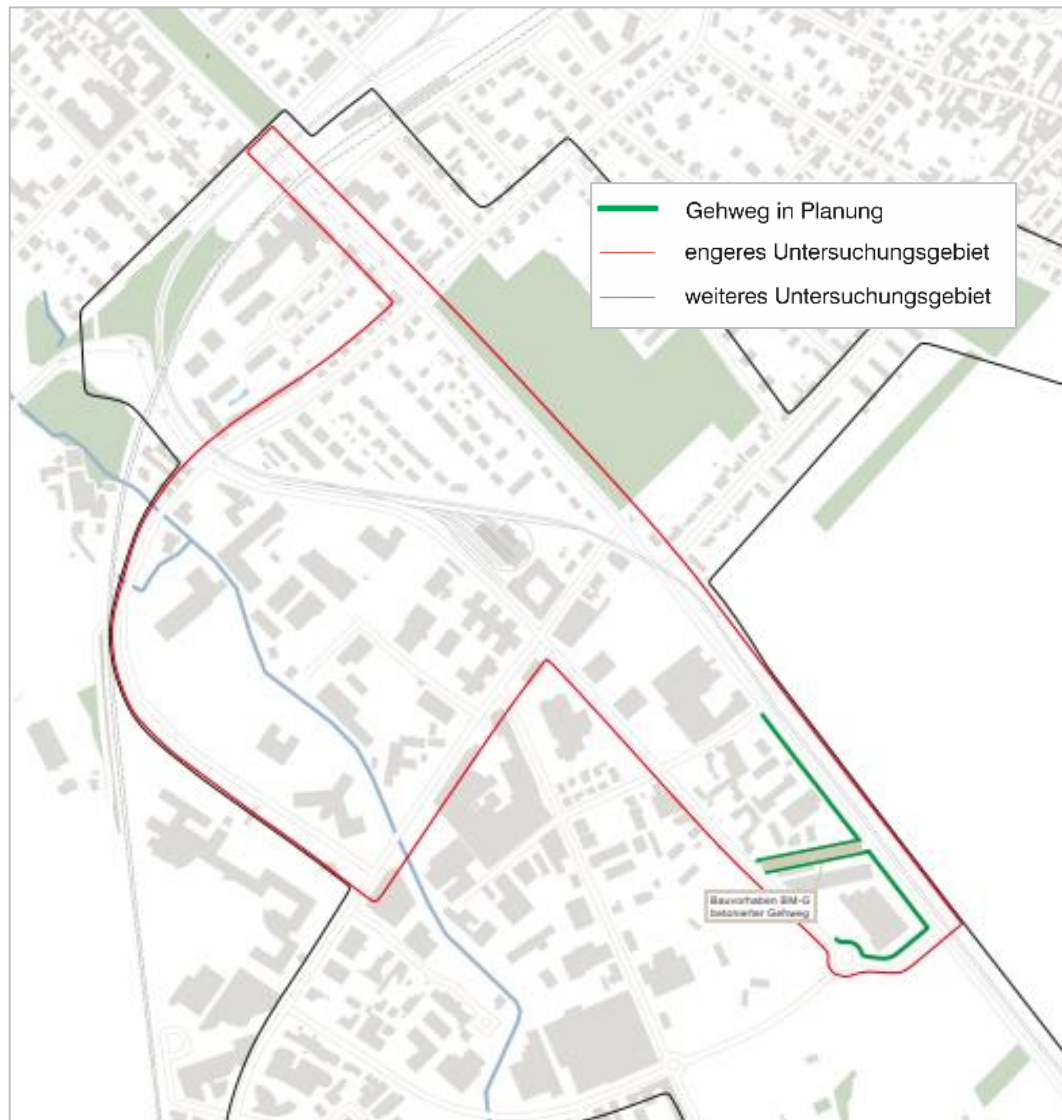 Gehweg in Planung
engeres Untersuchungsgebiet
weiteres Untersuchungsgebiet
Bauvorhaben BM-G
betonierter Gehweg